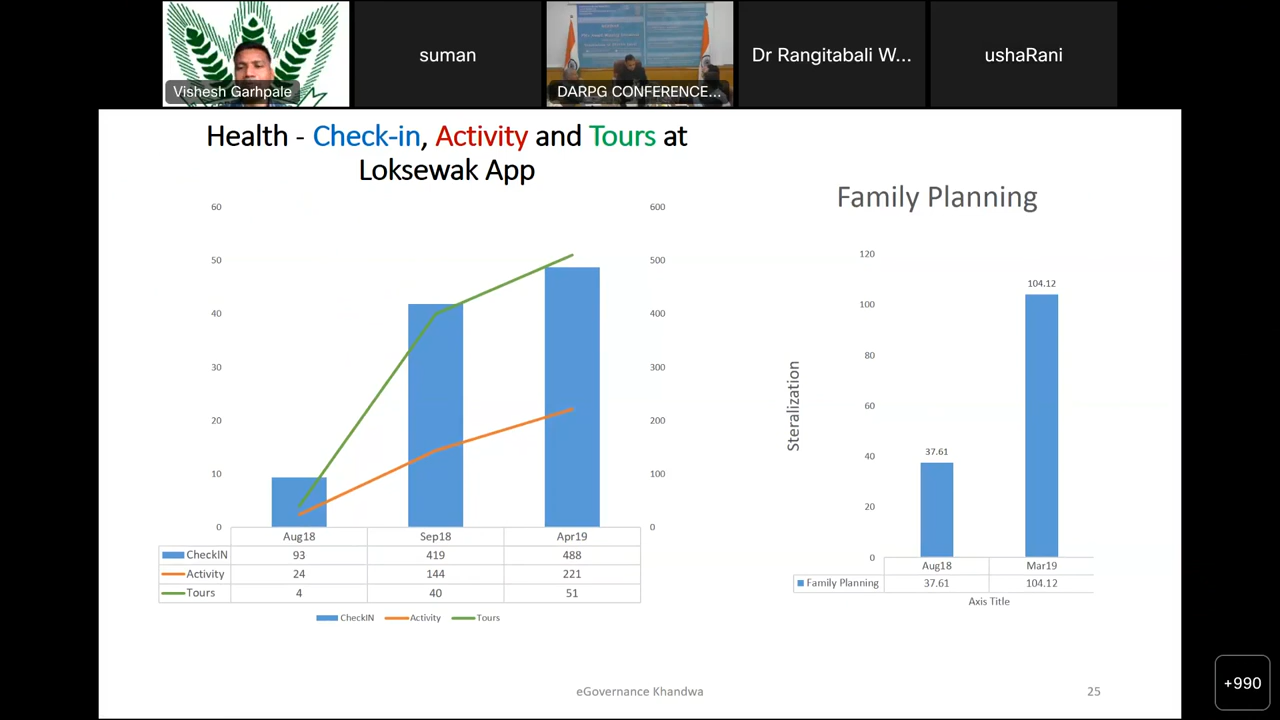 Vishesh Garhpale
suman
DARPG CONFERENCE...
Dr Rangitabali W...
ushaRani
Health - Check-in, Activity and Tours at
Loksewak App
60
50
40
30
20
10
0
600
500
400
300
200
100
0
Aug18 Sep18 Apr19
CheckIN 93 419 488
Activity 24 144 221
Tours 4 40 51
CheckIN Activity Tours
Family Planning
Steralization
120
100
80
60
40
20
0
37.61
104.12
Aug18 Mar19
Family Planning 37.61 104.12
Axis Title
eGovernance Khandwa
25
+990